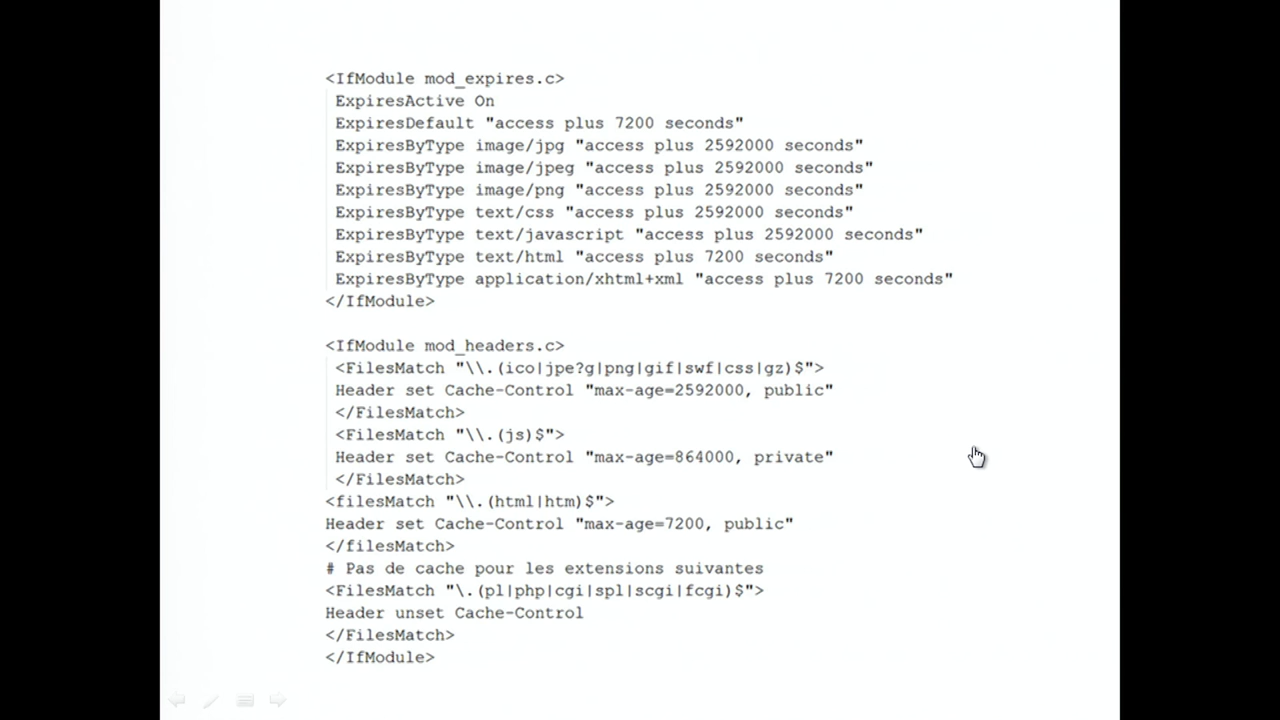 <IfModule mod_expires.c>
ExpiresActive On
ExpiresDefault "access plus 7200 seconds"
ExpiresByType image/jpg "access plus 2592000 seconds"
ExpiresByType image/jpeg "access plus 2592000 seconds"
ExpiresByType image/png "access plus 2592000 seconds"
ExpiresByType text/css "access plus 2592000 seconds"
ExpiresByType text/javascript "access plus 2592000 seconds"
ExpiresByType text/html "access plus 7200 seconds"
ExpiresByType application/xhtml+xml "access plus 7200 seconds"
</IfModule>

<IfModule mod_headers.c>
<FilesMatch "\\.(ico|jpe?g|png|gif|swf|css|gz)$">
Header set Cache-Control "max-age=2592000, public"
</FilesMatch>
<FilesMatch "\\.(js)$">
Header set Cache-Control "max-age=864000, private"
</FilesMatch>
<filesMatch "\\.(html|htm)$">
Header set Cache-Control "max-age=7200, public"
</filesMatch>
# Pas de cache pour les extensions suivantes
<FilesMatch "\.(pl|php|cgi|spl|scgi|fcgi)$">
Header unset Cache-Control
</FilesMatch>
</IfModule>